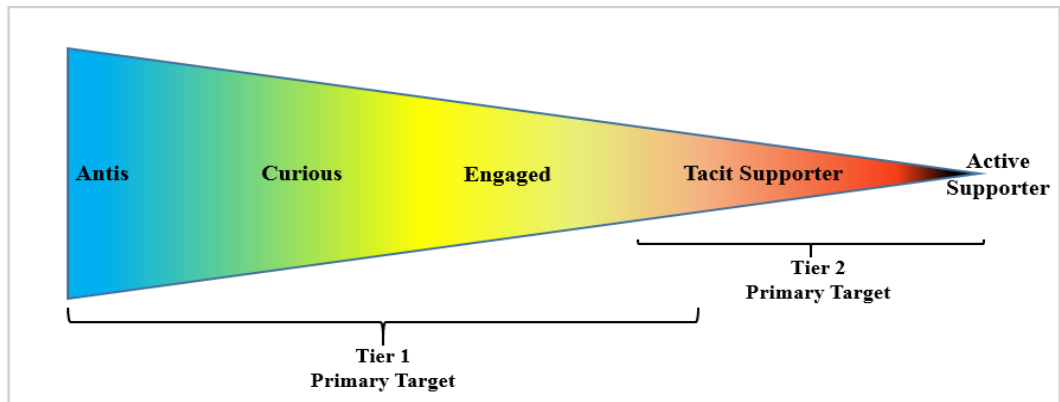 Antis
Curious
Engaged
Tacit Supporter
Active
Supporter
Tier 2
Primary Target
Tier 1
Primary Target